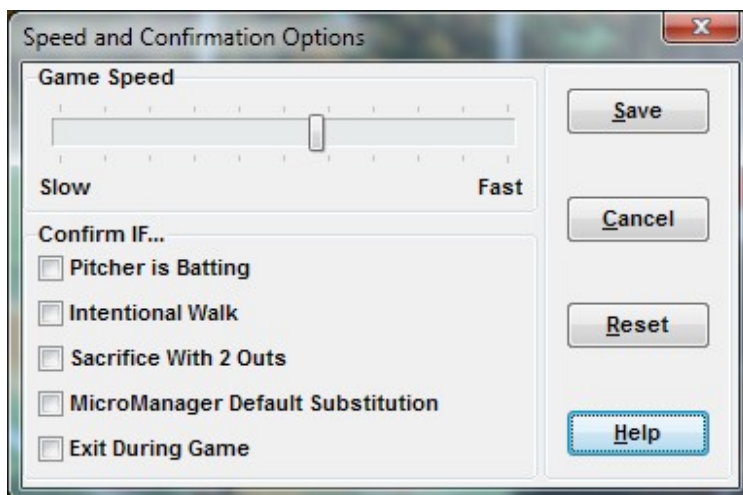 Speed and Confirmation Options
Game Speed
Slow Fast
Confirm IF...
Pitcher is Batting
Intentional Walk
Sacrifice With 2 Outs
MicroManager Default Substitution
Exit During Game
Save
Cancel
Reset
Help